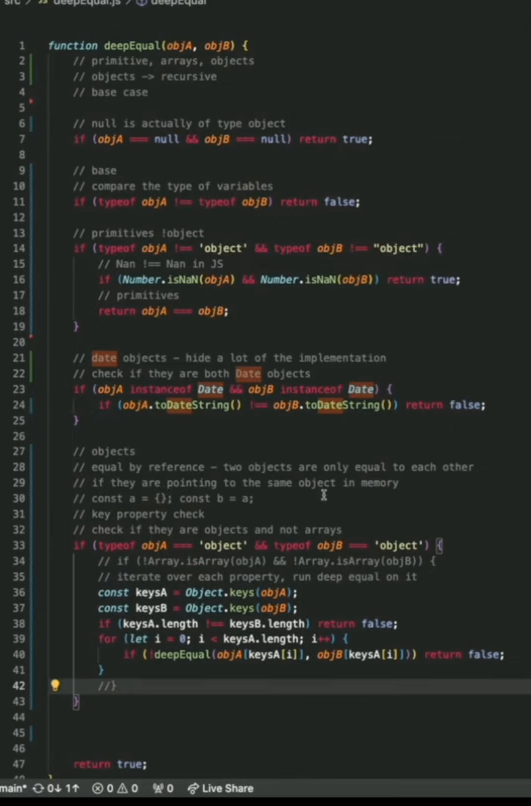 src > JS deepEqual.js > deepEqual
1 function deepEqual(objA, objB) {
2 // primitive, arrays, objects
3 // objects -> recursive
4 // base case
5
6 // null is actually of type object
7 if (objA === null && objB === null) return true;
8
9 // base
10 // compare the type of variables
11 if (typeof objA !== typeof objB) return false;
12
13 // primitives !object
14 if (typeof objA !== 'object' && typeof objB !== "object") {
15 // Nan !== Nan in JS
16 if (Number.isNaN(objA) && Number.isNaN(objB)) return true;
17 // primitives
18 return objA === objB;
19 }
20
21 // date objects - hide a lot of the implementation
22 // check if they are both Date objects
23 if (objA instanceof Date && objB instanceof Date) {
24 if (objA.toDateString() !== objB.toDateString()) return false;
25 }
26
27 // objects
28 // equal by reference - two objects are only equal to each other
29 // if they are pointing to the same object in memory
30 // const a = {}; const b = a;
31 // key property check
32 // check if they are objects and not arrays
33 if (typeof objA === 'object' && typeof objB === 'object') {
34 // if (!Array.isArray(objA) && !Array.isArray(objB)) {
35 // iterate over each property, run deep equal on it
36 const keysA = Object.keys(objA);
37 const keysB = Object.keys(objB);
38 if (keysA.length !== keysB.length) return false;
39 for (let i = 0; i < keysA.length; i++) {
40 if (!deepEqual(objA[keysA[i]], objB[keysA[i]])) return false;
41 }
42 //}
43 }
44
45
46
47 return true;
48 }
main* 0↓ 1↑ 0 0 0 Live Share